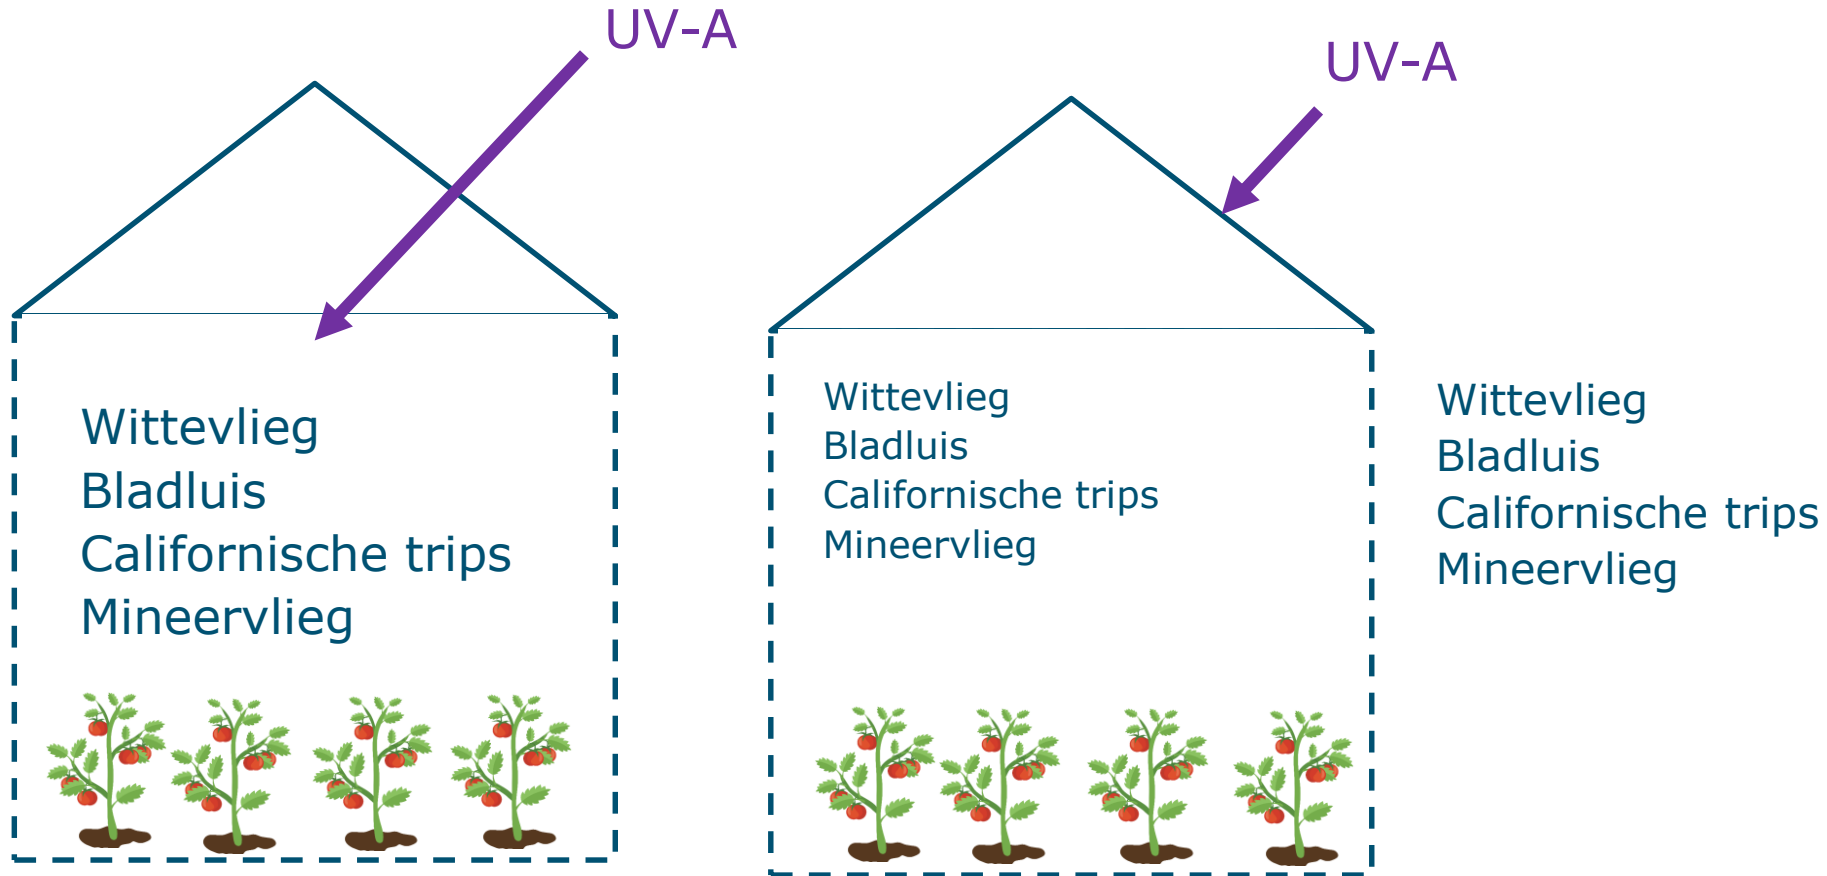 UV-A
UV-A
Wittevlieg
Bladluis
Californische trips
Mineervlieg
Wittevlieg
Bladluis
Californische trips
Mineervlieg
Wittevlieg
Bladluis
Californische trips
Mineervlieg